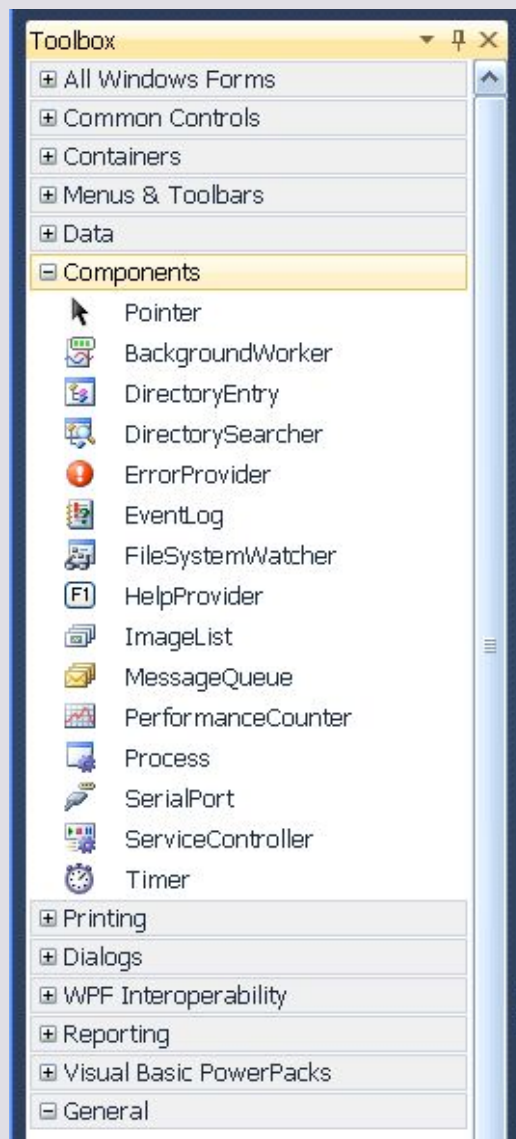 Toolbox
All Windows Forms
Common Controls
Containers
Menus & Toolbars
Data
Components
Pointer
BackgroundWorker
DirectoryEntry
DirectorySearcher
ErrorProvider
EventLog
FileSystemWatcher
F1 HelpProvider
ImageList
MessageQueue
PerformanceCounter
Process
SerialPort
ServiceController
Timer
Printing
Dialogs
WPF Interoperability
Reporting
Visual Basic PowerPacks
General